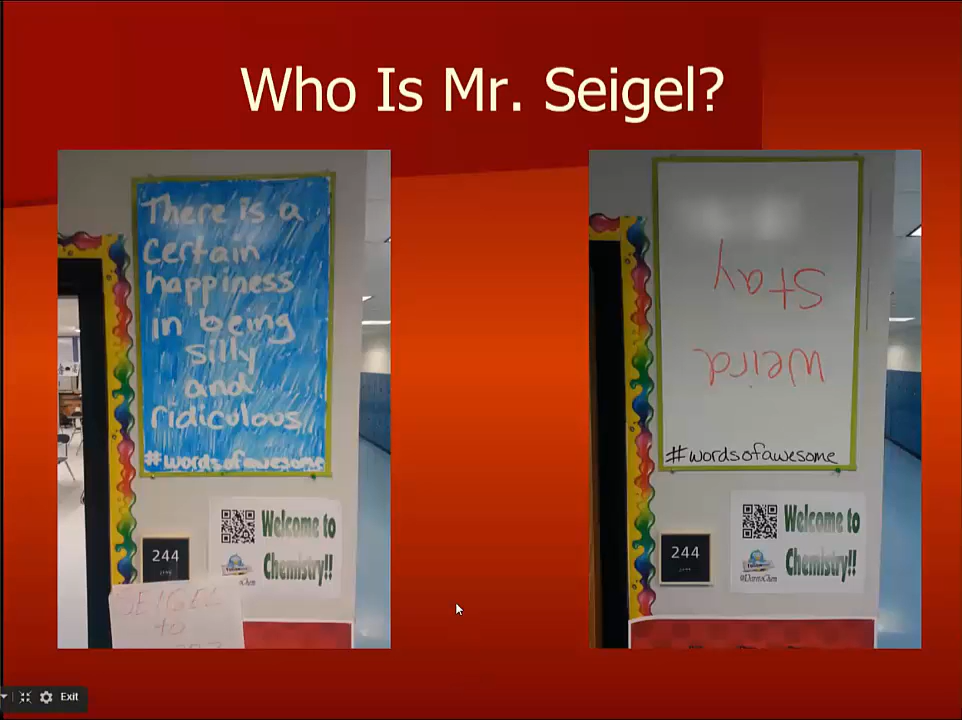 Who Is Mr. Seigel?
There is a
certain
happiness
in being
silly
and
ridiculous
#wordsofawesome
Welcome to
Chemistry!!
244
SEIGEL
to
Stay
Weird
#wordsofawesome
Welcome to
Chemistry!!
244
Exit